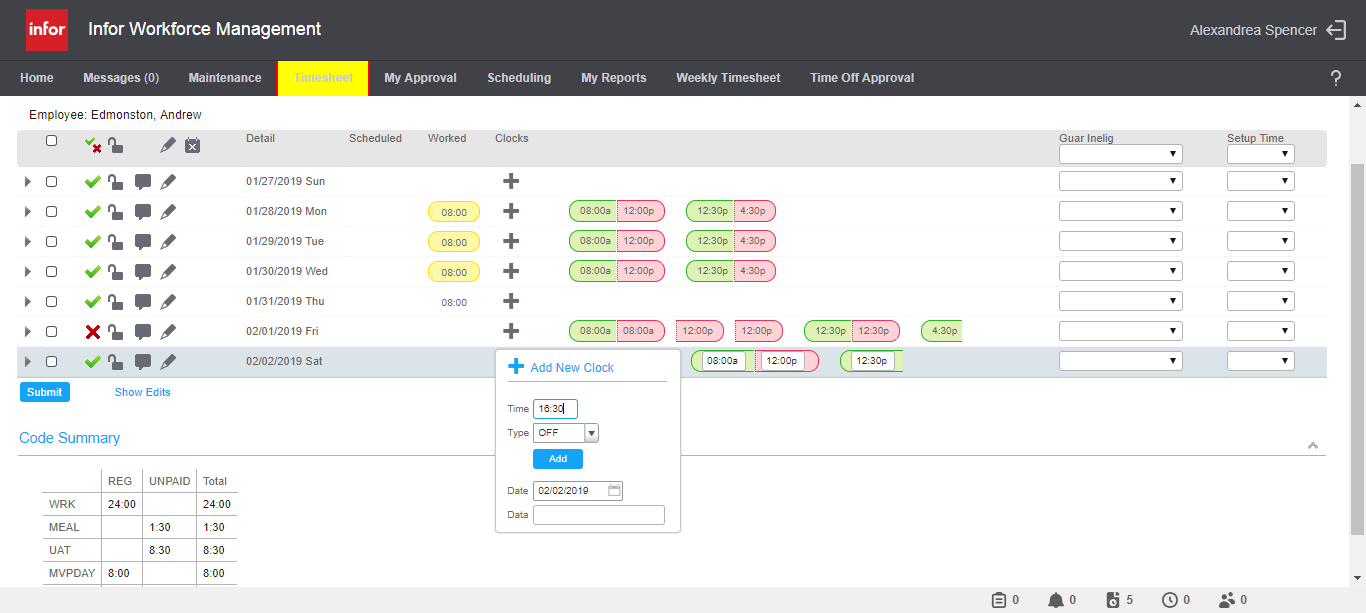 infor Infor Workforce Management Alexandrea Spencer
Home Messages (0) Maintenance Timesheet My Approval Scheduling My Reports Weekly Timesheet Time Off Approval ?
Employee: Edmonston, Andrew
Detail Scheduled Worked Clocks Guar Inelig Setup Time
01/27/2019 Sun
01/28/2019 Mon 08:00 08:00a 12:00p 12:30p 4:30p
01/29/2019 Tue 08:00 08:00a 12:00p 12:30p 4:30p
01/30/2019 Wed 08:00 08:00a 12:00p 12:30p 4:30p
01/31/2019 Thu 08:00
02/01/2019 Fri 08:00a 08:00a 12:00p 12:00p 12:30p 12:30p 4:30p
02/02/2019 Sat 08:00a 12:00p 12:30p
Add New Clock
Submit Show Edits
Time 16:30
Type OFF
Add
Date 02/02/2019
Data
Code Summary
REG UNPAID Total
WRK 24:00 24:00
MEAL 1:30 1:30
UAT 8:30 8:30
MVPDAY 8:00 8:00
0 0 5 0 0